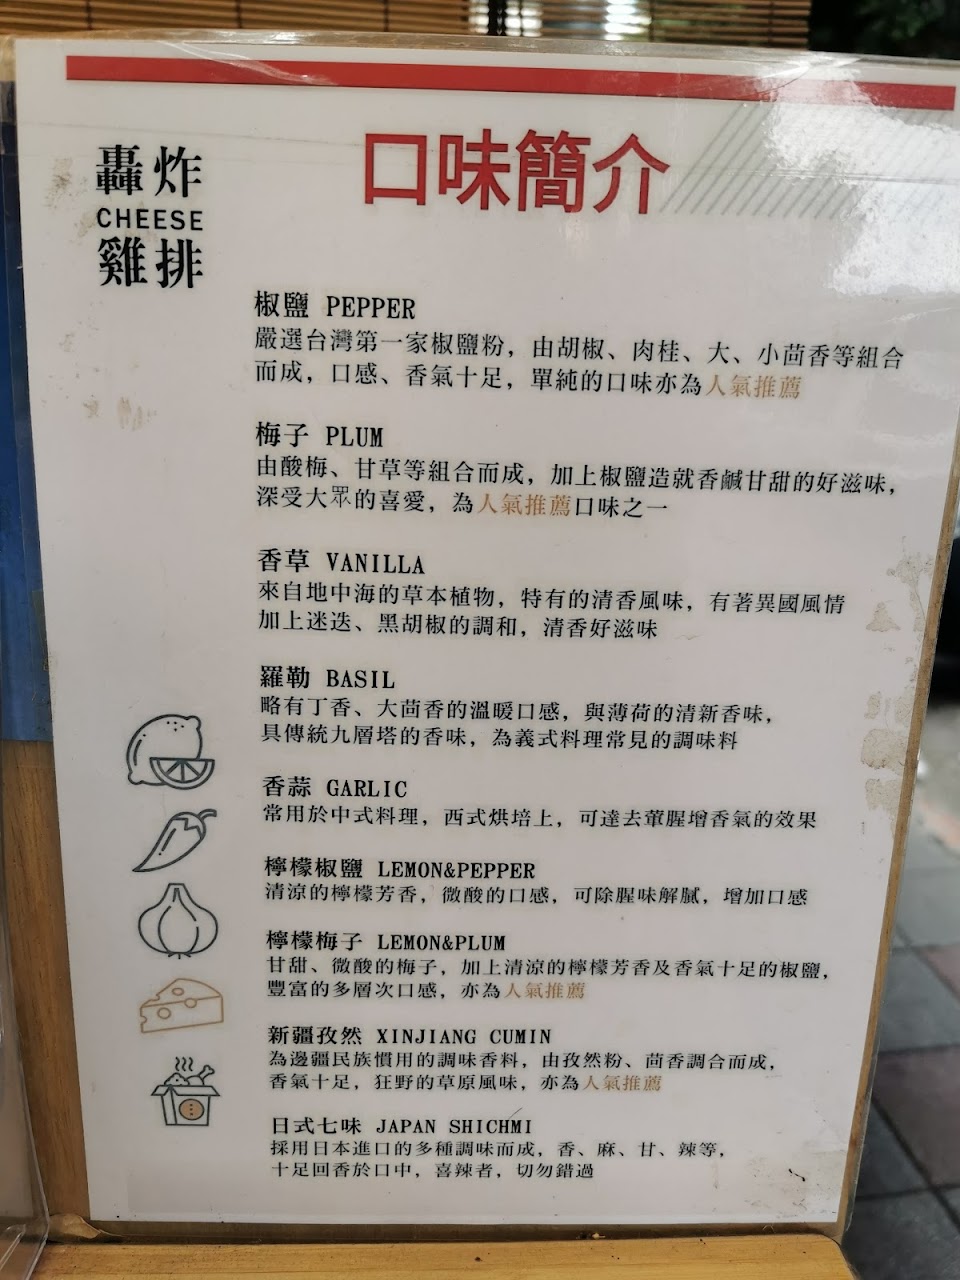 轟炸
CHEESE
雞排
口味簡介
椒鹽 PEPPER
嚴選台灣第一家椒鹽粉，由胡椒、肉桂、大、小茴香等組合
而成，口感、香氣十足，單純的口味亦為人氣推薦
梅子 PLUM
由酸梅、甘草等組合而成，加上椒鹽造就香鹹甘甜的好滋味，
深受大眾的喜愛，為人氣推薦口味之一
香草 VANILLA
來自地中海的草本植物，特有的清香風味，有著異國風情
加上迷迭、黑胡椒的調和，清香好滋味
羅勒 BASIL
略有丁香、大茴香的溫暖口感，與薄荷的清新香味，
具傳統九層塔的香味，為義式料理常見的調味料
香蒜 GARLIC
常用於中式料理，西式烘培上，可達去葷腥增香氣的效果
檸檬椒鹽 LEMON&PEPPER
清涼的檸檬芳香，微酸的口感，可除腥味解膩，增加口感
檸檬梅子 LEMON&PLUM
甘甜、微酸的梅子，加上清涼的檸檬芳香及香氣十足的椒鹽，
豐富的多層次口感，亦為人氣推薦
新疆孜然 XINJIANG CUMIN
為邊疆民族慣用的調味香料，由孜然粉、茴香調合而成，
香氣十足，狂野的草原風味，亦為人氣推薦
日式七味 JAPAN SHICHMI
採用日本進口的多種調味而成，香、麻、甘、辣等，
十足回香於口中，喜辣者，切勿錯過